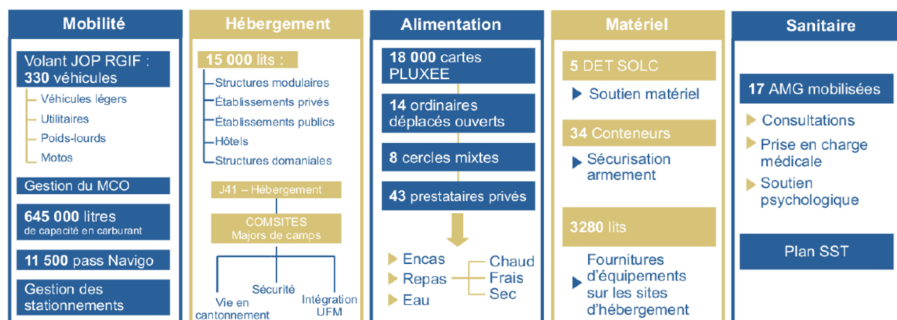 Mobilité
Volant JOP RGIF :
330 véhicules
Véhicules légers
Utilitaires
Poids-lourds
Motos
Gestion du MCO
645 000 litres
de capacité en carburant
11 500 pass Navigo
Gestion des
stationnements
Hébergement
15 000 lits :
Structures modulaires
Établissements privés
Établissements publics
Hôtels
Structures domaniales
J41 – Hébergement
COMSITES
Majors de camps
Vie en
cantonnement
Sécurité
Intégration
UFM
Alimentation
18 000 cartes
PLUXEE
14 ordinaires
déplacés ouverts
8 cercles mixtes
43 prestataires privé
Encas
Repas
Eau
Chaud
Frais
Sec
Matériel
5 DET SOLC
Soutien matériel
34 Conteneurs
Sécurisation
armement
3280 lits
Fournitures
d'équipements
sur les sites
d'hébergement
Sanitaire
17 AMG mobilisées
Consultations
Prise en charge
médicale
Soutien
psychologique
Plan SST